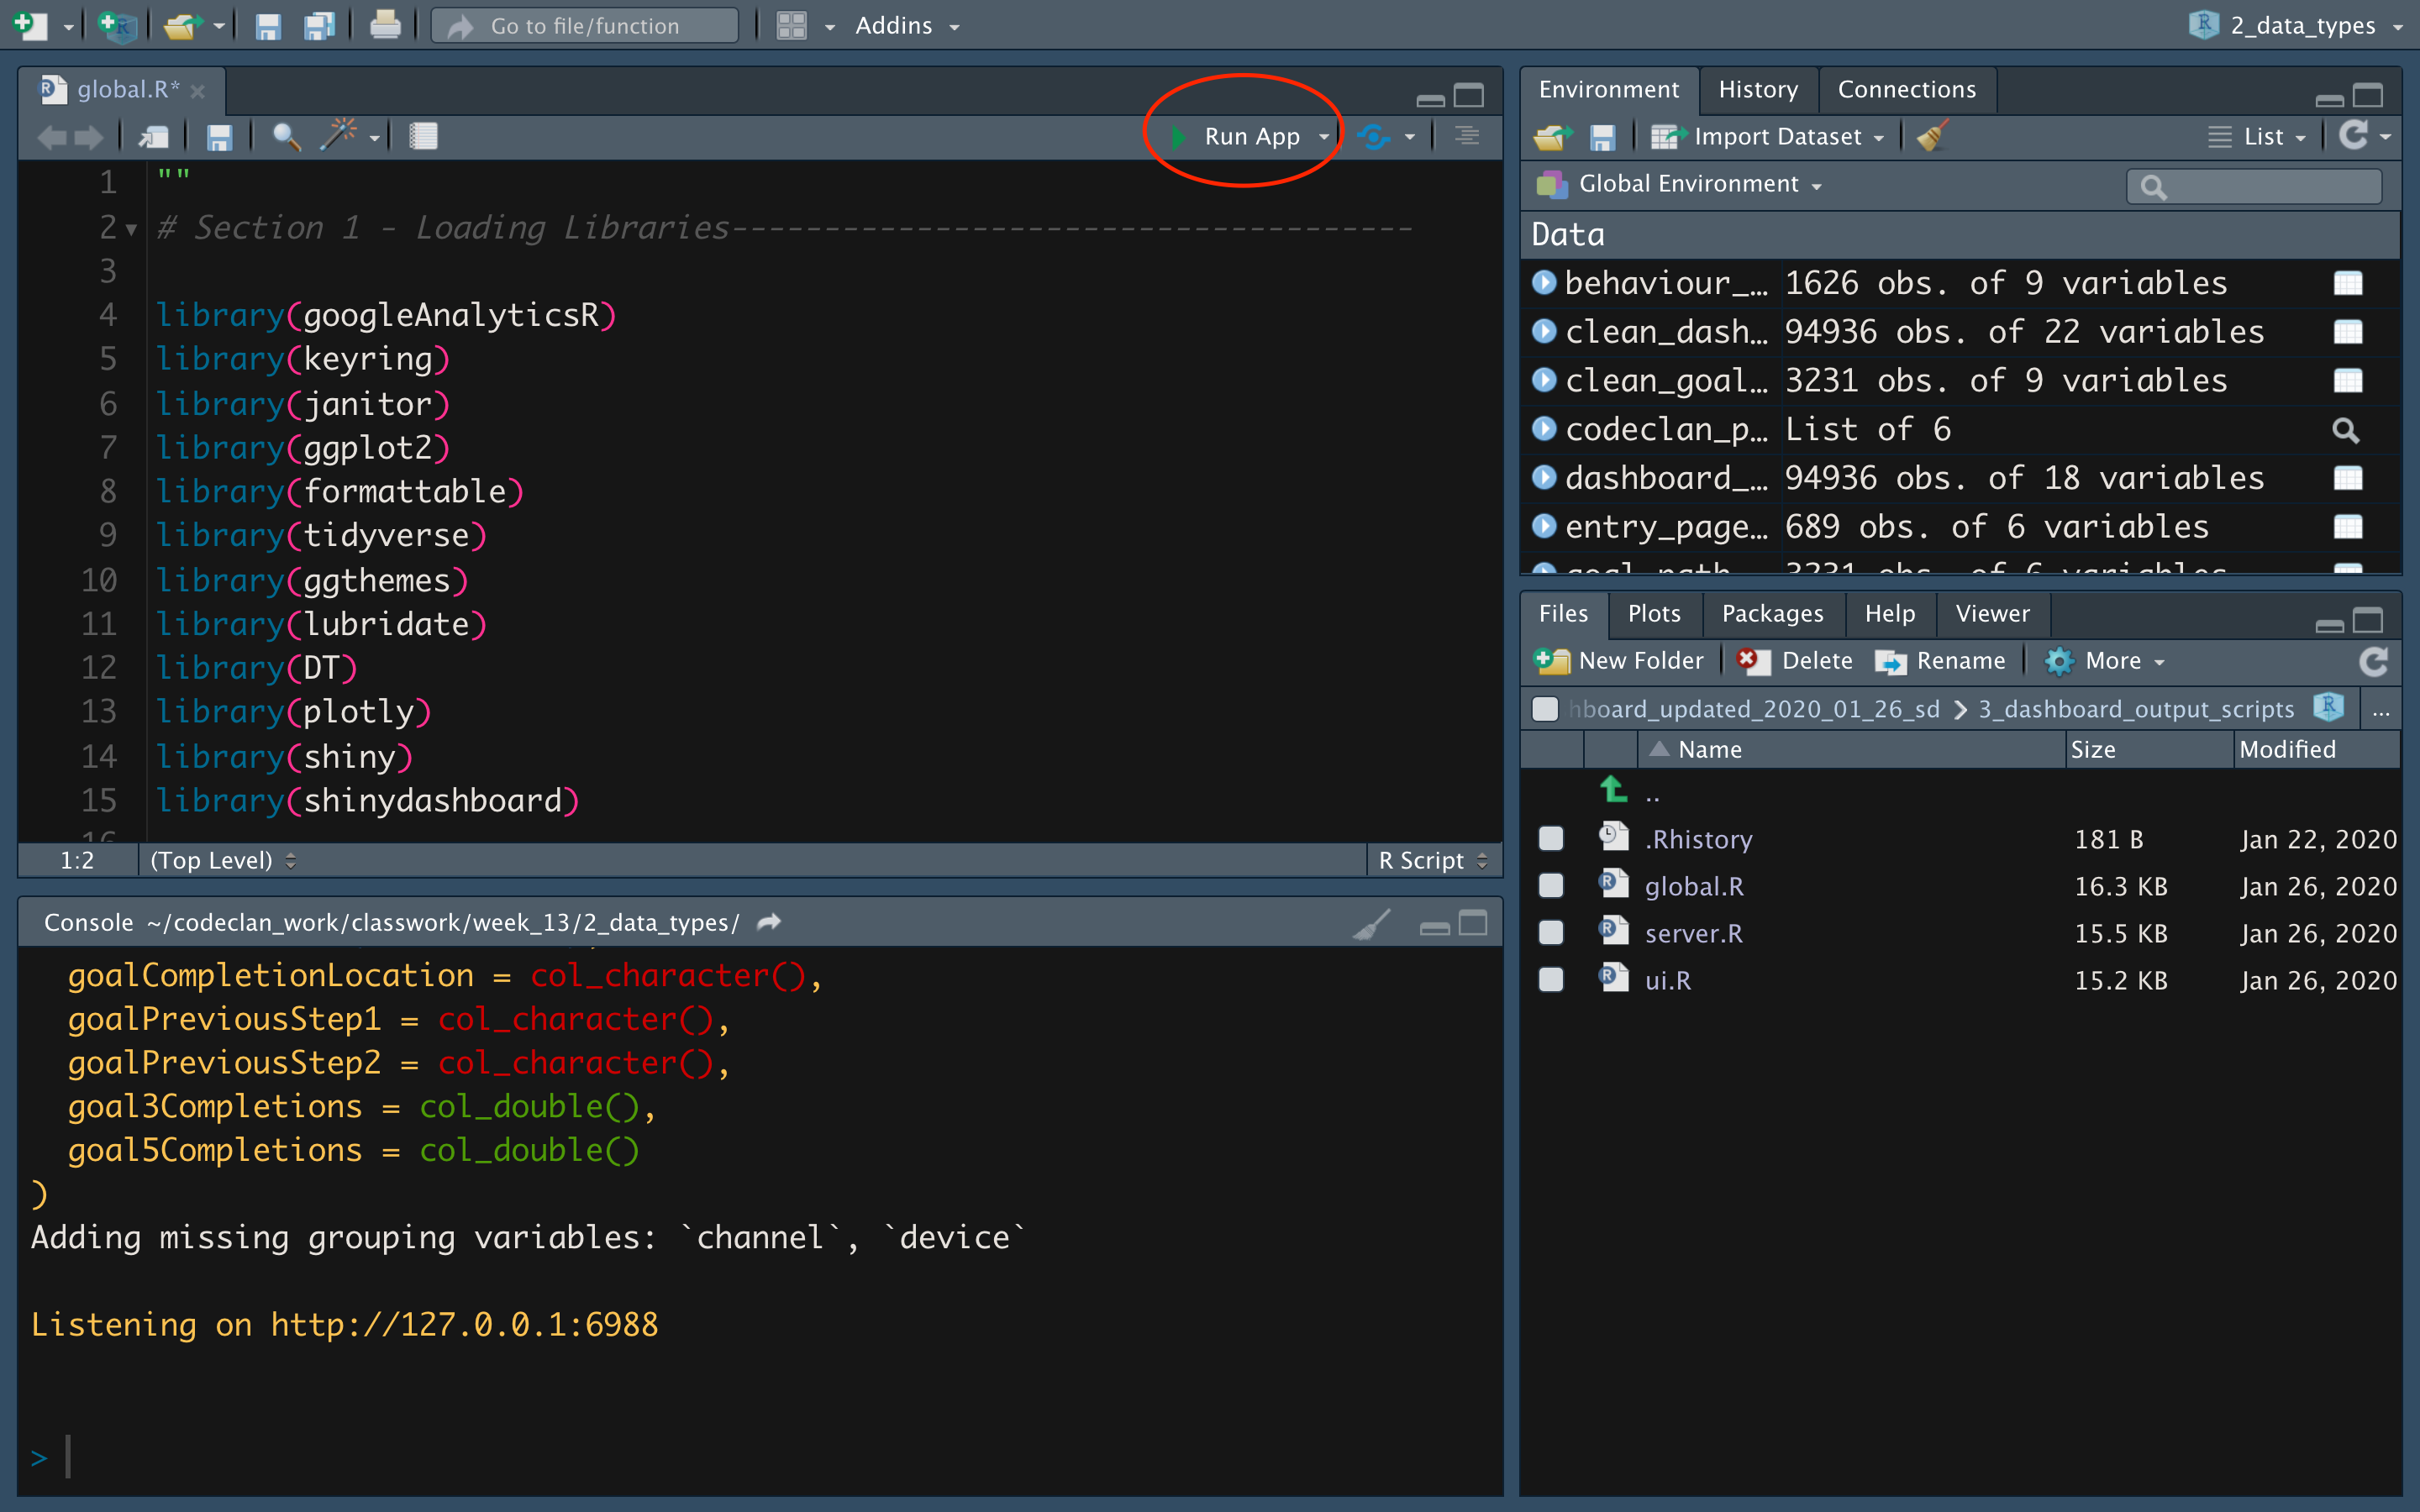 Go to file/function
Addins
2_data_types
global.R*
Run App
1 ""
2 # Section 1 - Loading Libraries-------------------------------------
3
4 library(googleAnalyticsR)
5 library(keyring)
6 library(janitor)
7 library(ggplot2)
8 library(formattable)
9 library(tidyverse)
10 library(ggthemes)
11 library(lubridate)
12 library(DT)
13 library(plotly)
14 library(shiny)
15 library(shinydashboard)
16
1:2 (Top Level) R Script
Console ~/codeclan_work/classwork/week_13/2_data_types/
goalCompletionLocation = col_character(),
goalPreviousStep1 = col_character(),
goalPreviousStep2 = col_character(),
goal3Completions = col_double(),
goal5Completions = col_double()
)
Adding missing grouping variables: `channel`, `device`
Listening on http://127.0.0.1:6988
>
Environment History Connections
Import Dataset List
Global Environment
Data
behaviour_… 1626 obs. of 9 variables
clean_dash… 94936 obs. of 22 variables
clean_goal… 3231 obs. of 9 variables
codeclan_p… List of 6
dashboard_… 94936 obs. of 18 variables
entry_page… 689 obs. of 6 variables
goal_path 3231 obs. of 6 variables
Files Plots Packages Help Viewer
New Folder Delete Rename More
hboard_updated_2020_01_26_sd 3_dashboard_output_scripts ...
Name Size Modified
..
.Rhistory 181 B Jan 22, 2020
global.R 16.3 KB Jan 26, 2020
server.R 15.5 KB Jan 26, 2020
ui.R 15.2 KB Jan 26, 2020